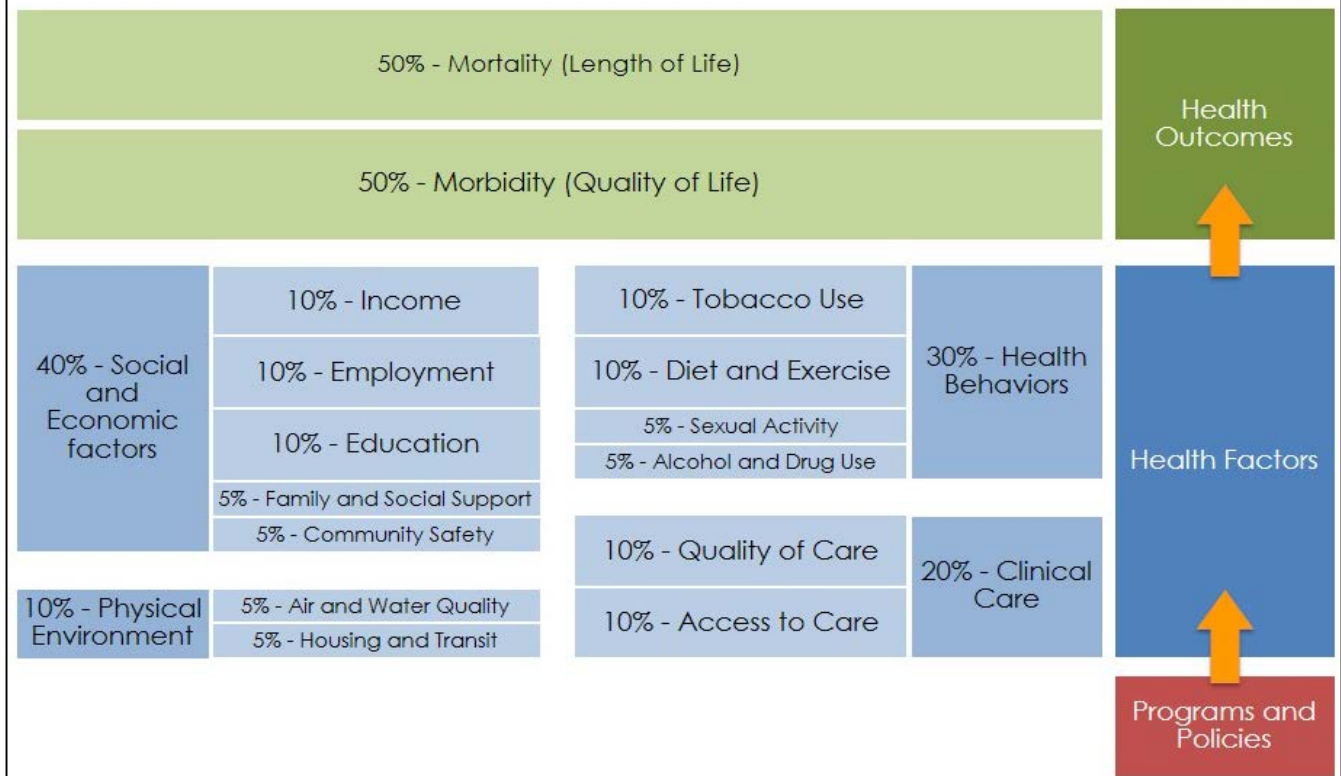 50% - Mortality (Length of Life)
50% - Morbidity (Quality of Life)
Health
Outcomes
40% - Social
and
Economic
factors
10% - Income
10% - Employment
10% - Education
5% - Family and Social Support
5% - Community Safety
10% - Physical
Environment
5% - Air and Water Quality
5% - Housing and Transit
10% - Tobacco Use
10% - Diet and Exercise
5% - Sexual Activity
5% - Alcohol and Drug Use
30% - Health
Behaviors
10% - Quality of Care
10% - Access to Care
20% - Clinical
Care
Health Factors
Programs and
Policies